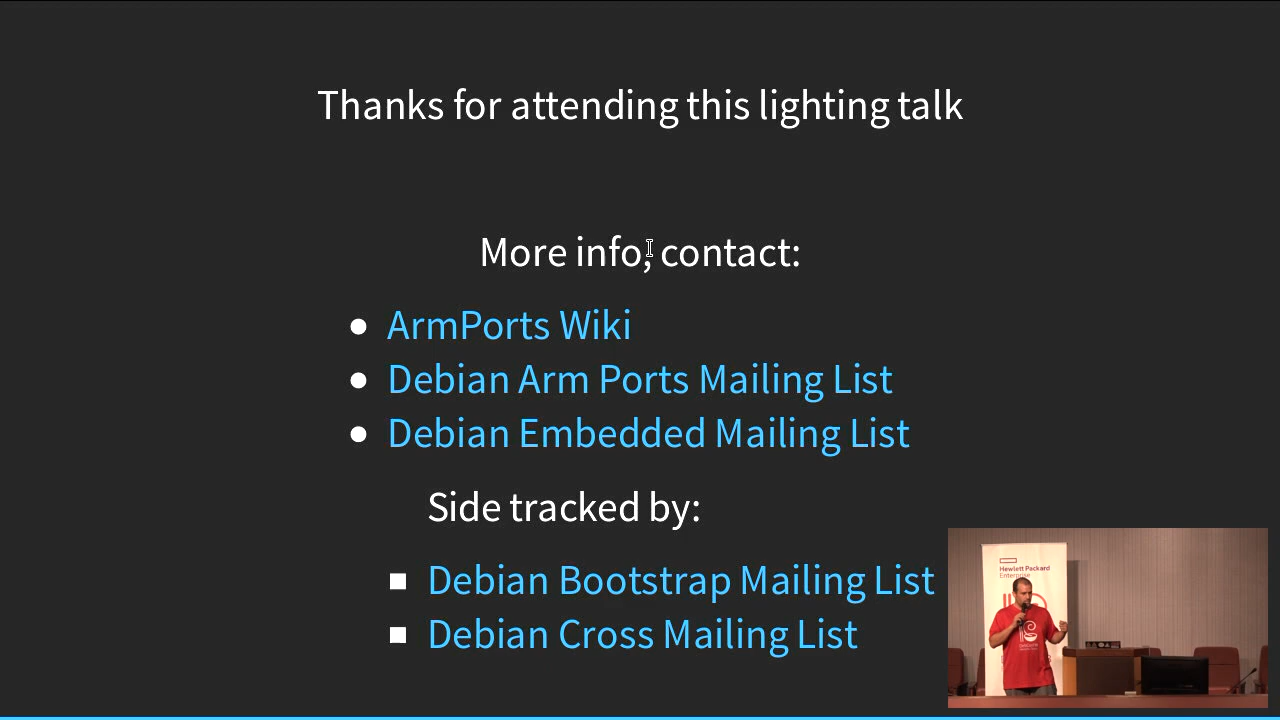 Thanks for attending this lighting talk
More info, contact:
ArmPorts Wiki
Debian Arm Ports Mailing List
Debian Embedded Mailing List
Side tracked by:
Debian Bootstrap Mailing List
Debian Cross Mailing List
Hewlett Packard
Enterprise